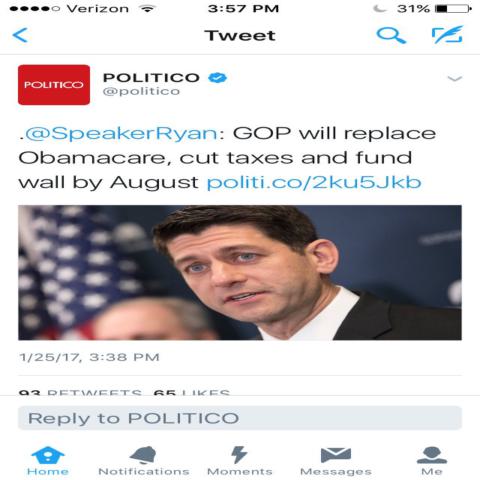 Verizon 3:57 PM 31%
Tweet
POLITICO
POLITICO
@politico
.@SpeakerRyan: GOP will replace
Obamacare, cut taxes and fund
wall by August politi.co/2ku5Jkb
1/25/17, 3:38 PM
93 RETWEETS 65 LIKES
Reply to POLITICO
Home Notifications Moments Messages Me